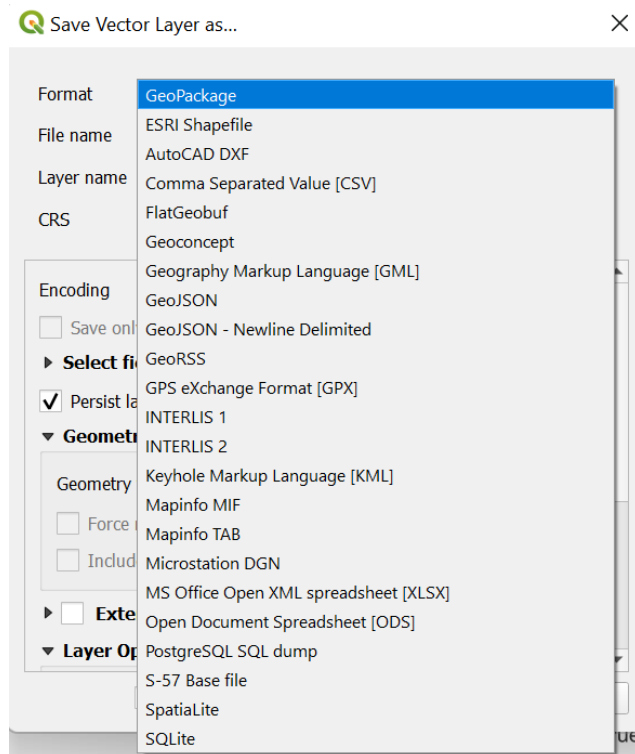 Save Vector Layer as...
Format
GeoPackage
ESRI Shapefile
File name
AutoCAD DXF
Layer name
Comma Separated Value [CSV]
CRS
FlatGeobuf
Geoconcept
Geography Markup Language [GML]
Encoding
GeoJSON
Save onl
GeoJSON - Newline Delimited
Select fi
GeoRSS
GPS eXchange Format [GPX]
Persist la
INTERLIS 1
Geomet
INTERLIS 2
Geometry
Keyhole Markup Language [KML]
Mapinfo MIF
Force
Mapinfo TAB
Includ
Microstation DGN
MS Office Open XML spreadsheet [XLSX]
Exte
Open Document Spreadsheet [ODS]
Layer Op
PostgreSQL SQL dump
S-57 Base file
SpatiaLite
SQLite